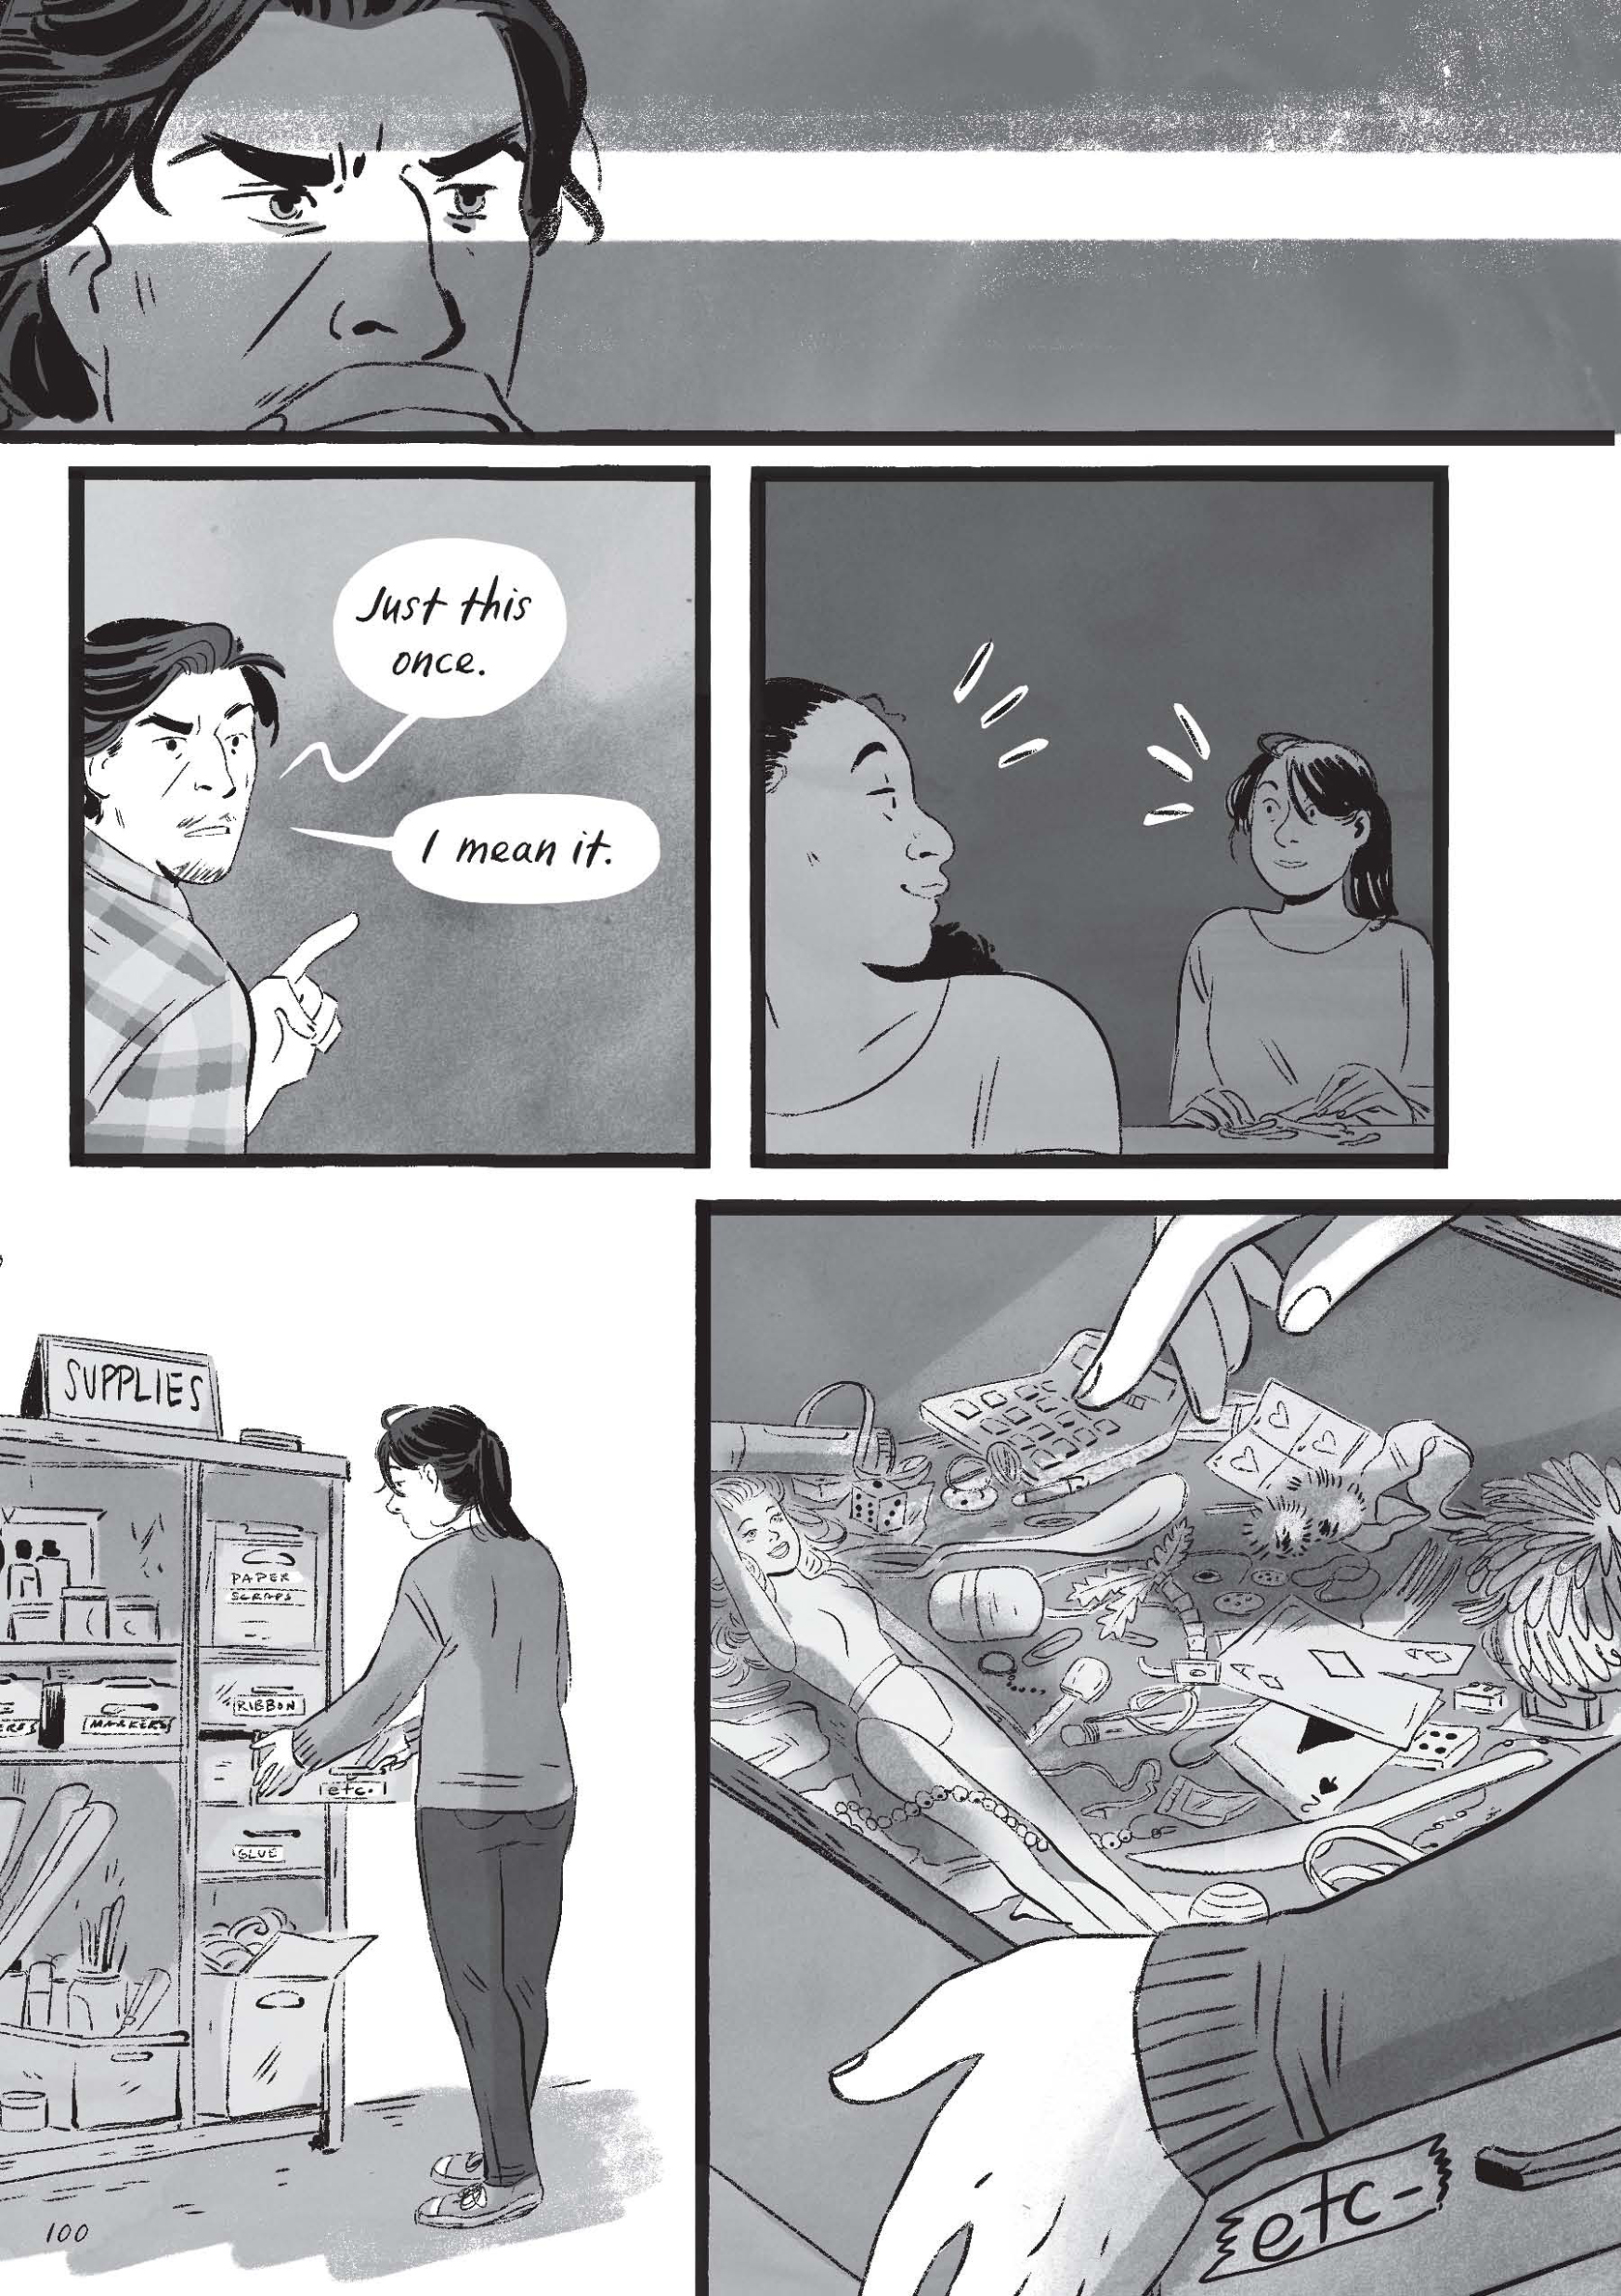 Just this
once.
I mean it.
SUPPLIES
PAPER
SCRAPS
RIBBON
MARKERS
etc.
GLUE
etc-
100